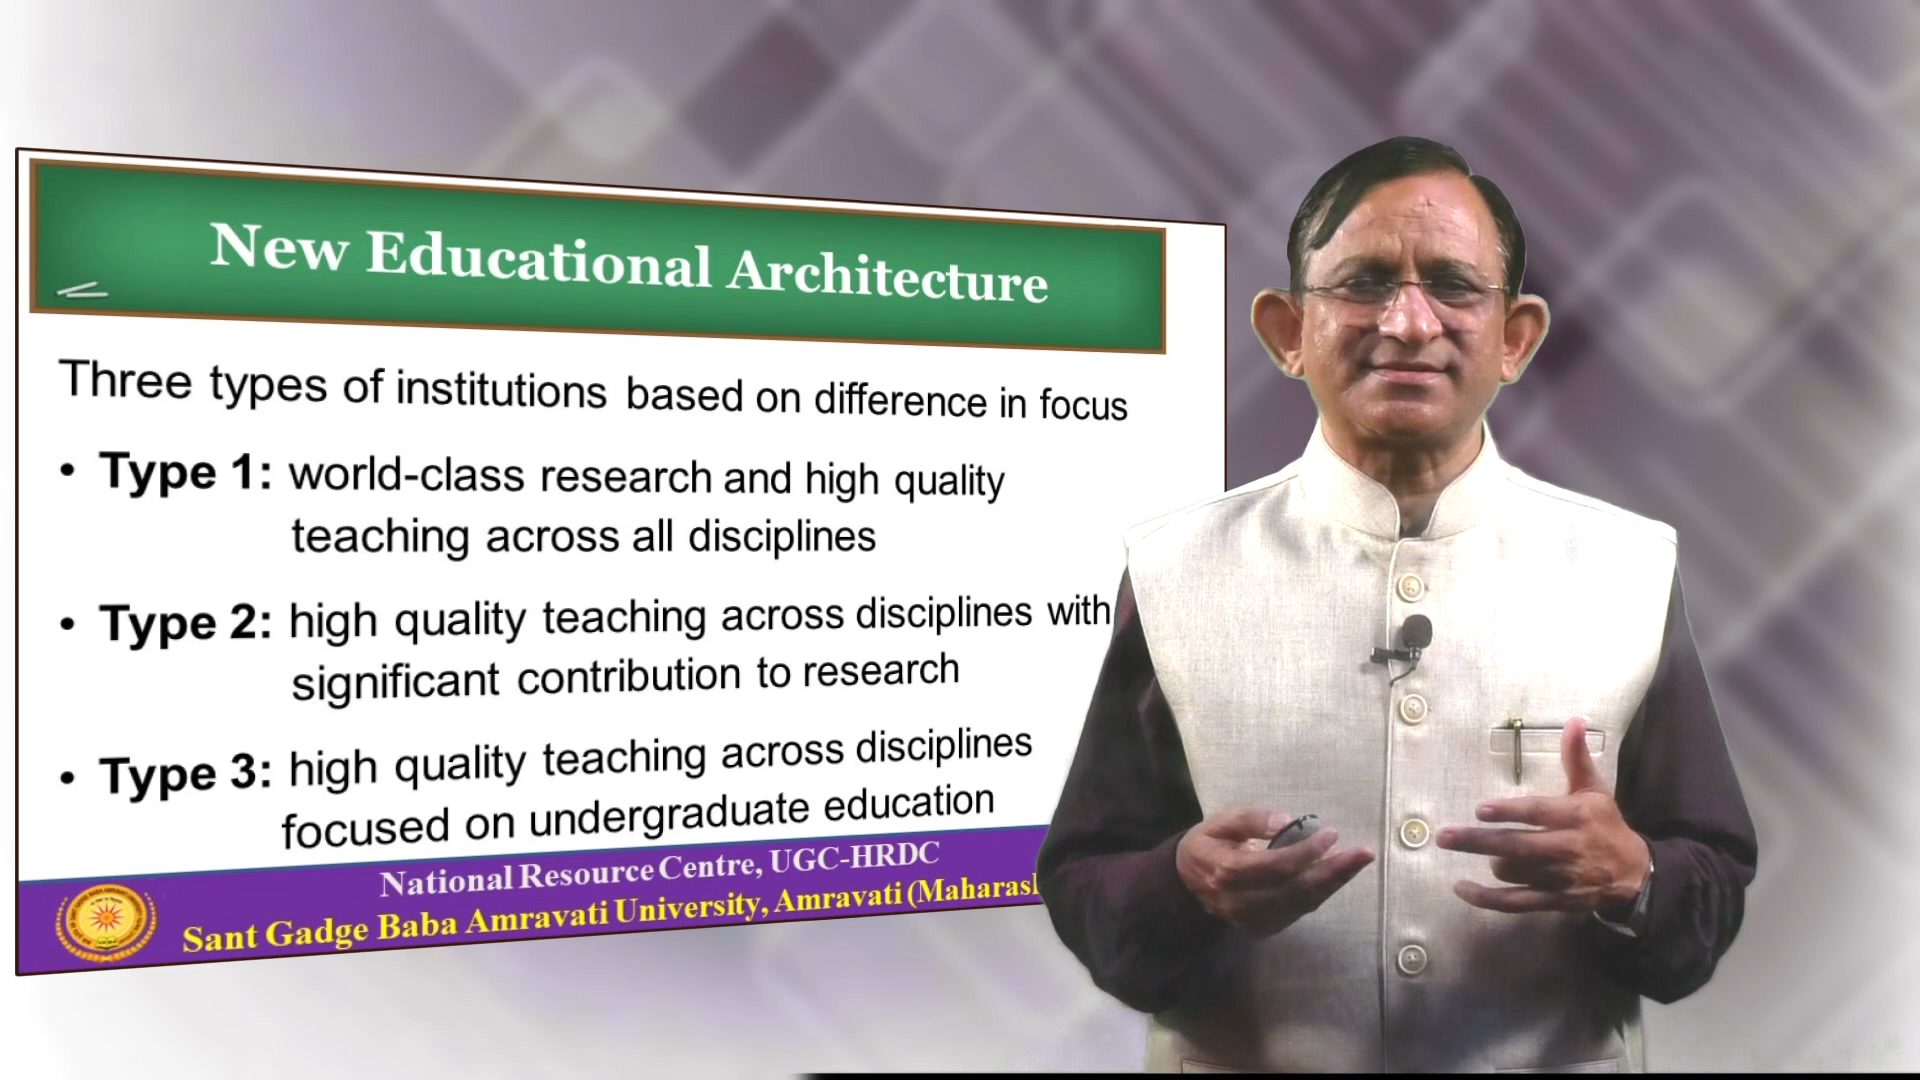 New Educational Architecture
Three types of institutions based on difference in focus
• Type 1: world-class research and high quality
teaching across all disciplines
• Type 2: high quality teaching across disciplines with
significant contribution to research
• Type 3: high quality teaching across disciplines
focused on undergraduate education
National Resource Centre, UGC-HRDC
Sant Gadge Baba Amravati University, Amravati